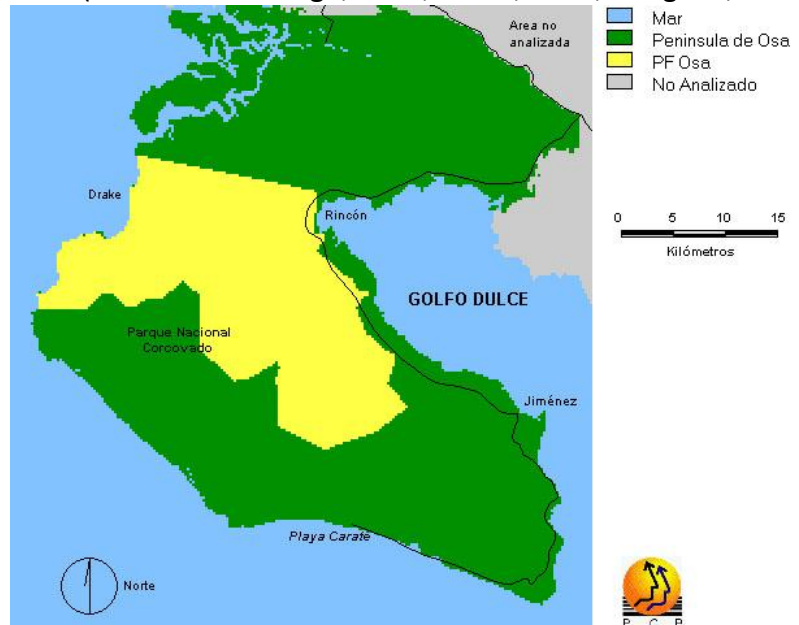 Area no
analizada
Mar
Peninsula de Osa
PF Osa
No Analizado
Drake
Rincón
0 5 10 15
Kilómetros
GOLFO DULCE
Parque Nacional
Corcovado
Jiménez
Playa Carate
Norte